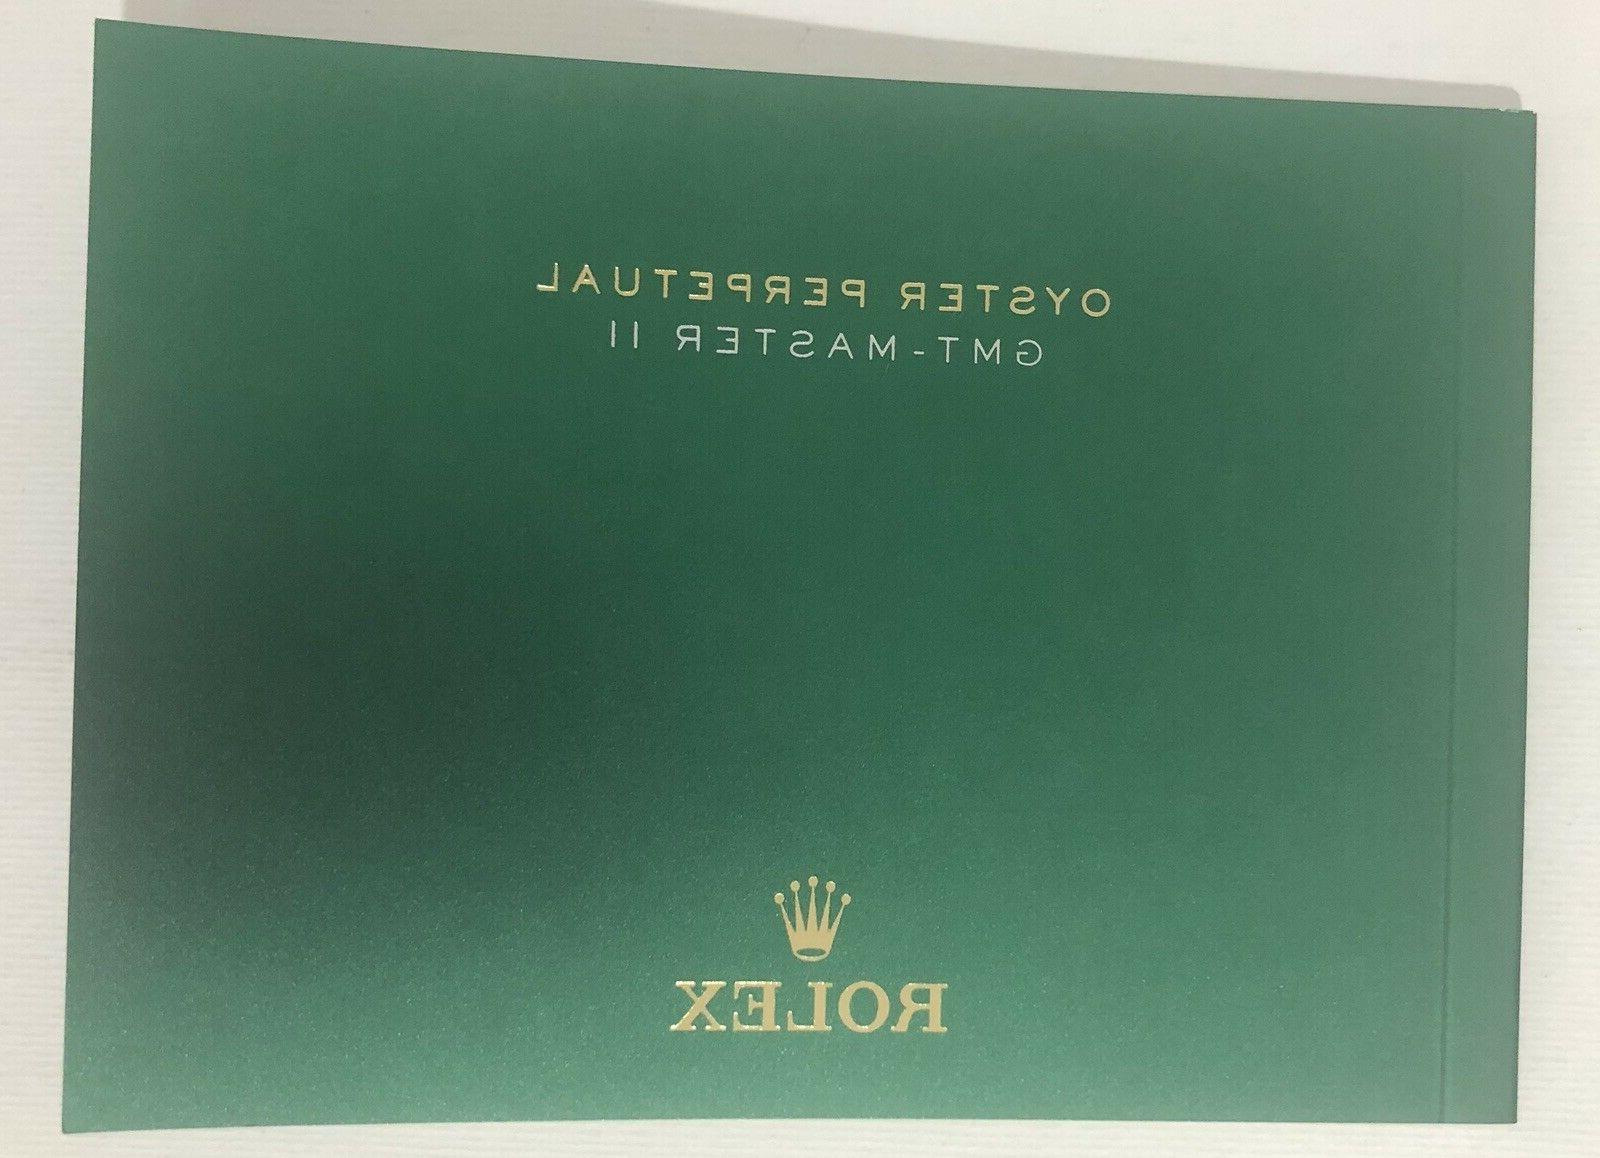 OYSTER PERPETUAL
GMT-MASTER II
ROLEX